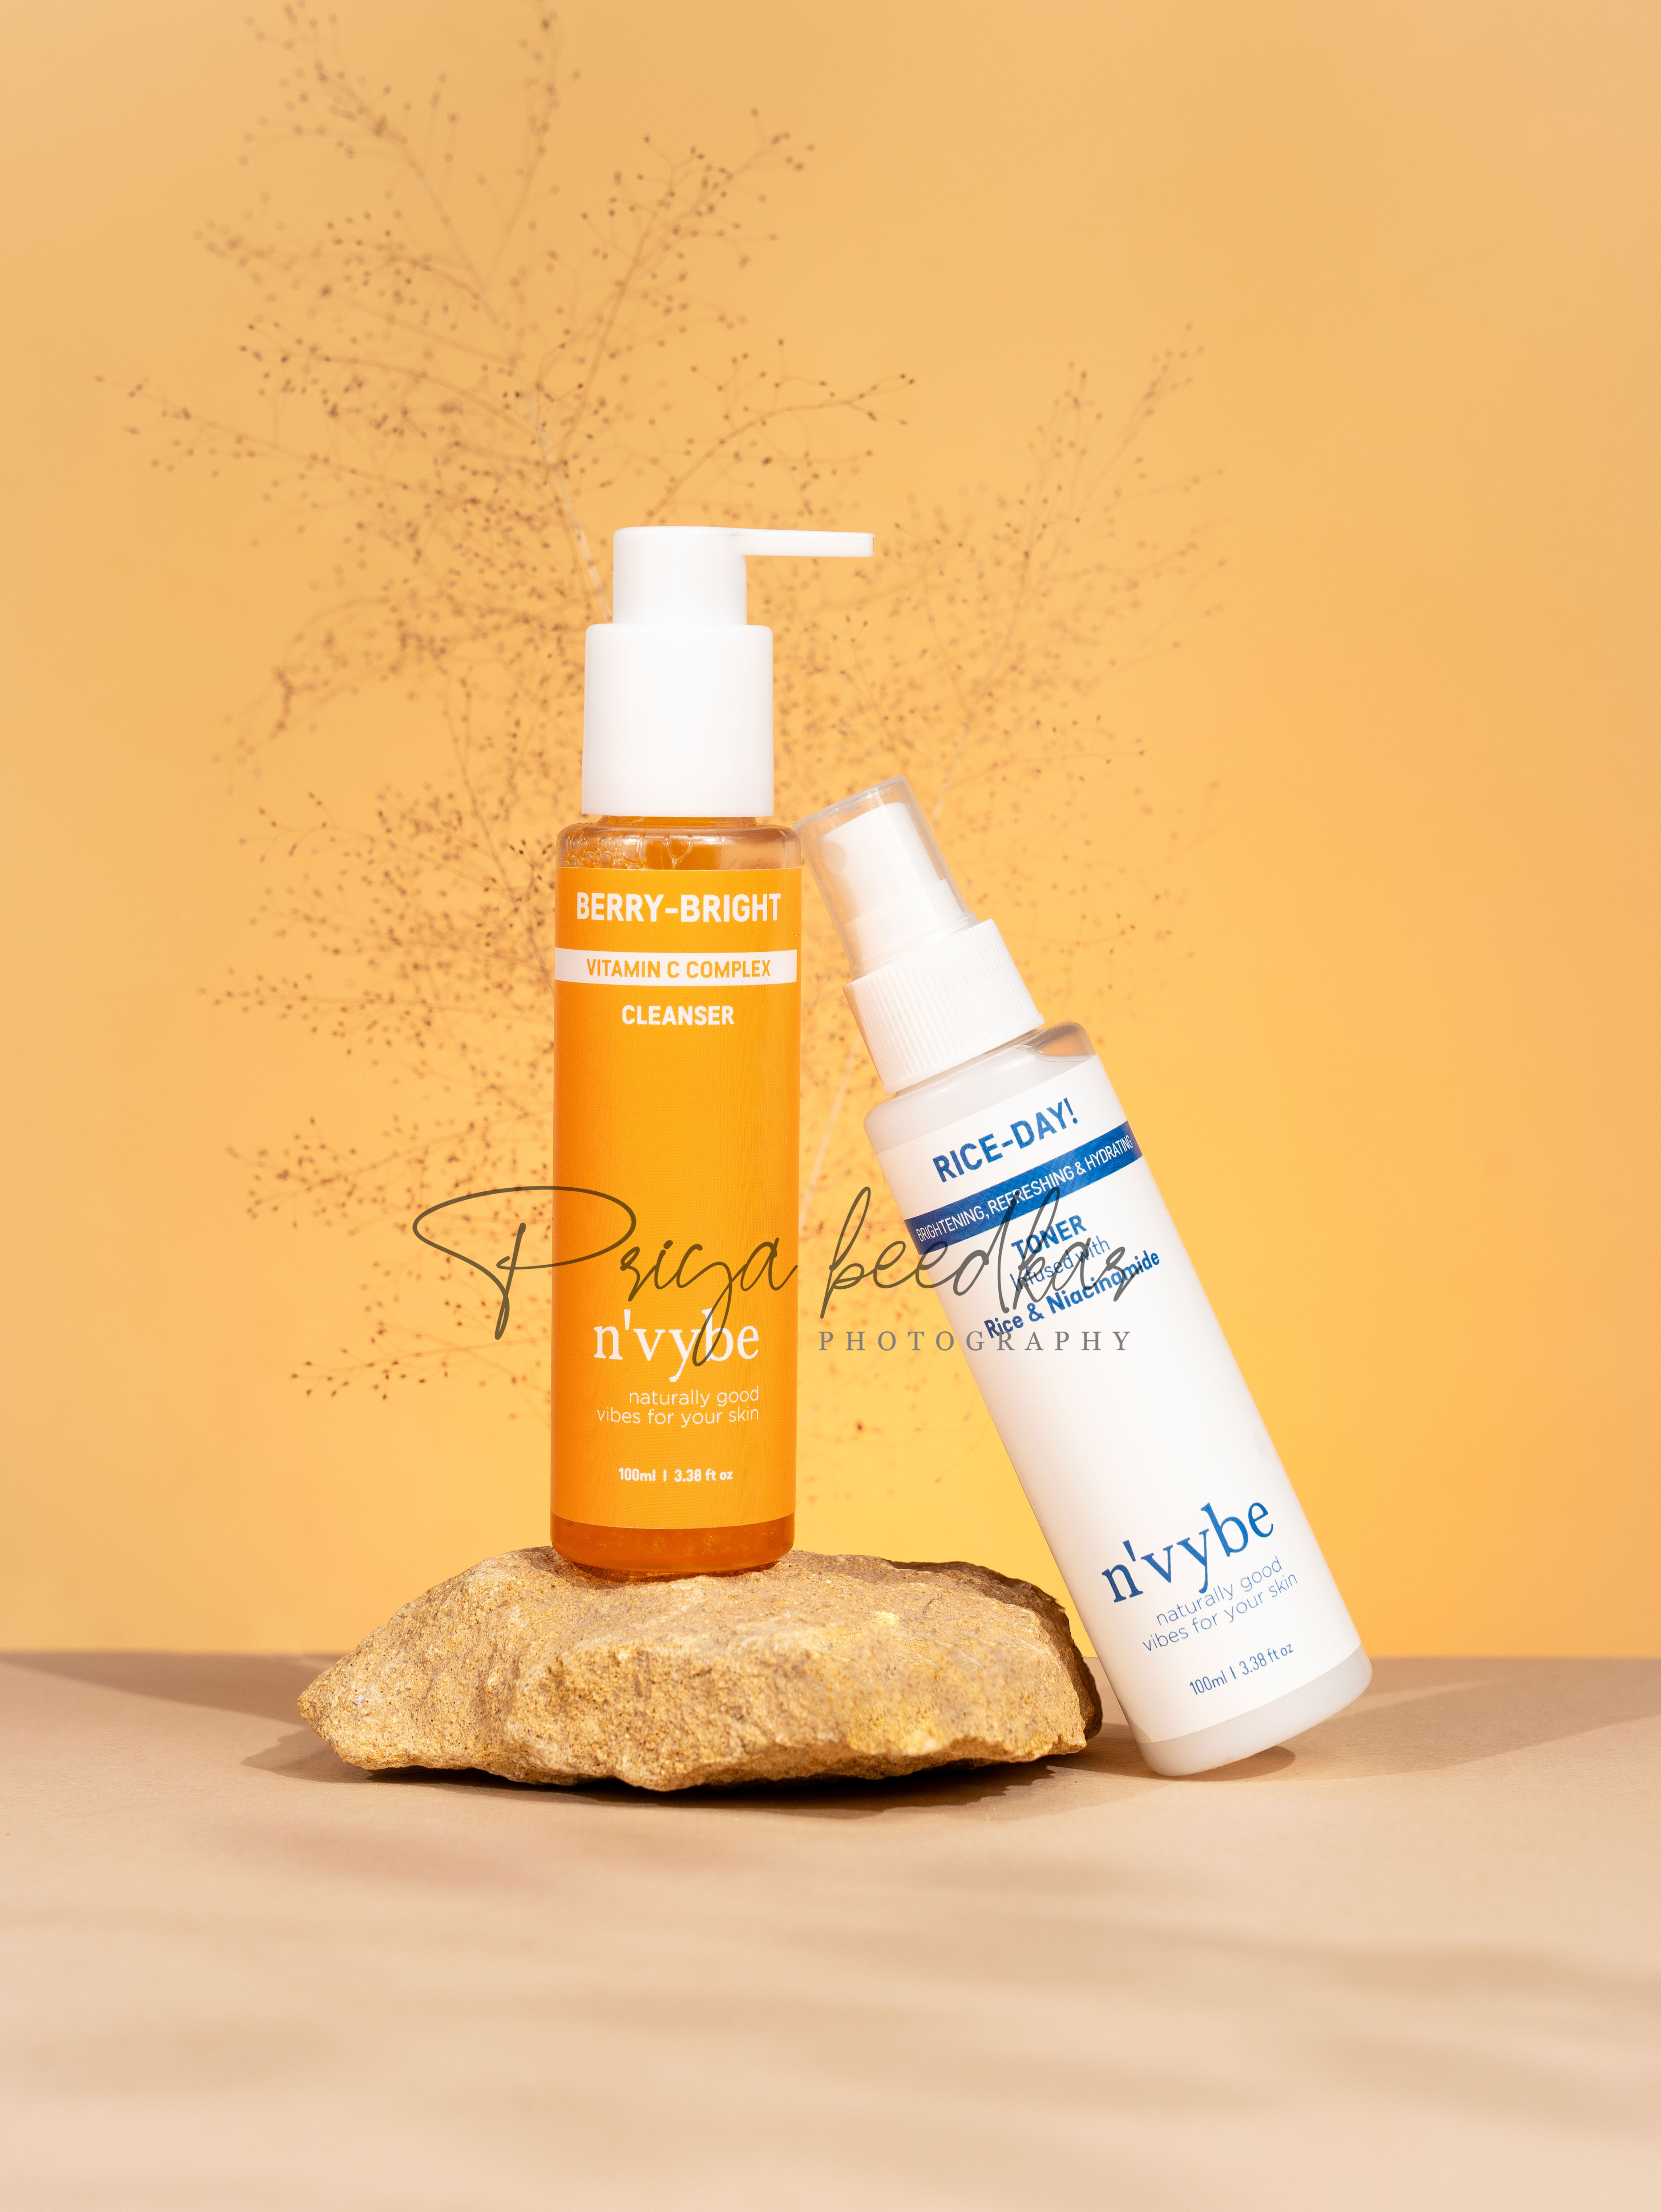 BERRY-BRIGHT
VITAMIN C COMPLEX
CLEANSER
n'vybe
naturally good
vibes for your skin
100ml | 3.38 ft oz
RICE-DAY!
BRIGHTENING, REFRESHING & HYDRATING
TONER
Infused with
Rice & Niacinamide
n'vybe
naturally good
vibes for your skin
100ml | 3.38 ft oz
Priya beedkar
PHOTOGRAPHY